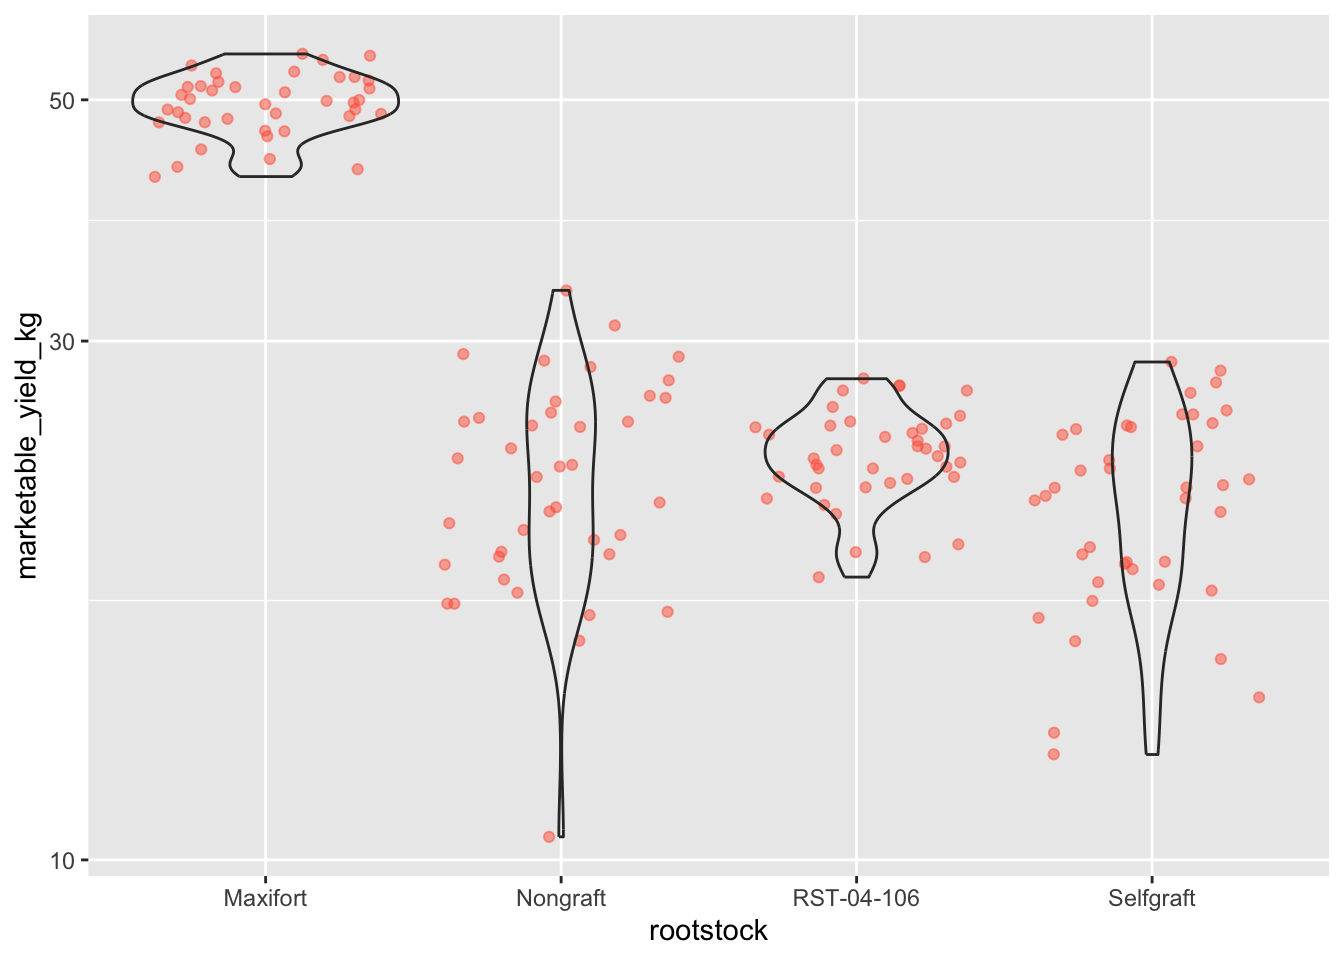 marketable_yield_kg
50
30
10
Maxifort Nongraft RST-04-106 Selfgraft
rootstock